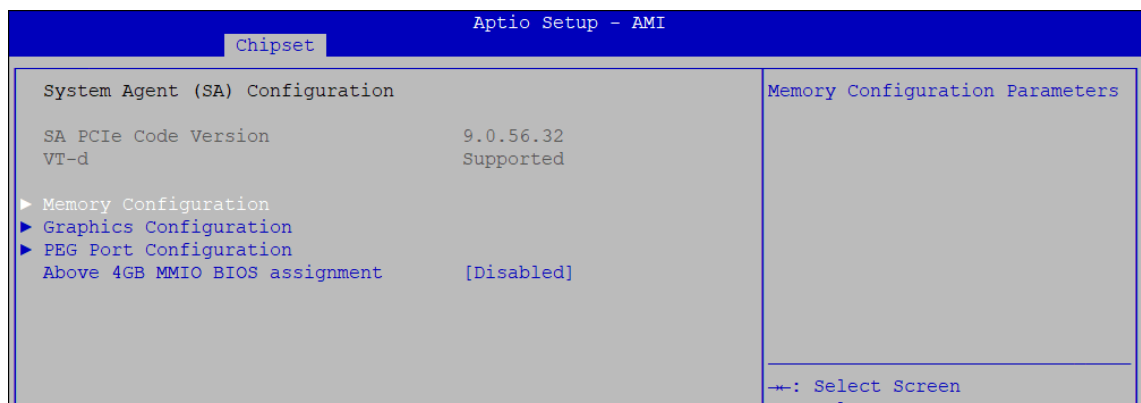 Aptio Setup - AMI
Chipset
System Agent (SA) Configuration
Memory Configuration Parameters
SA PCIe Code Version 9.0.56.32
VT-d Supported
► Memory Configuration
► Graphics Configuration
► PEG Port Configuration
Above 4GB MMIO BIOS assignment [Disabled]
→←: Select Screen